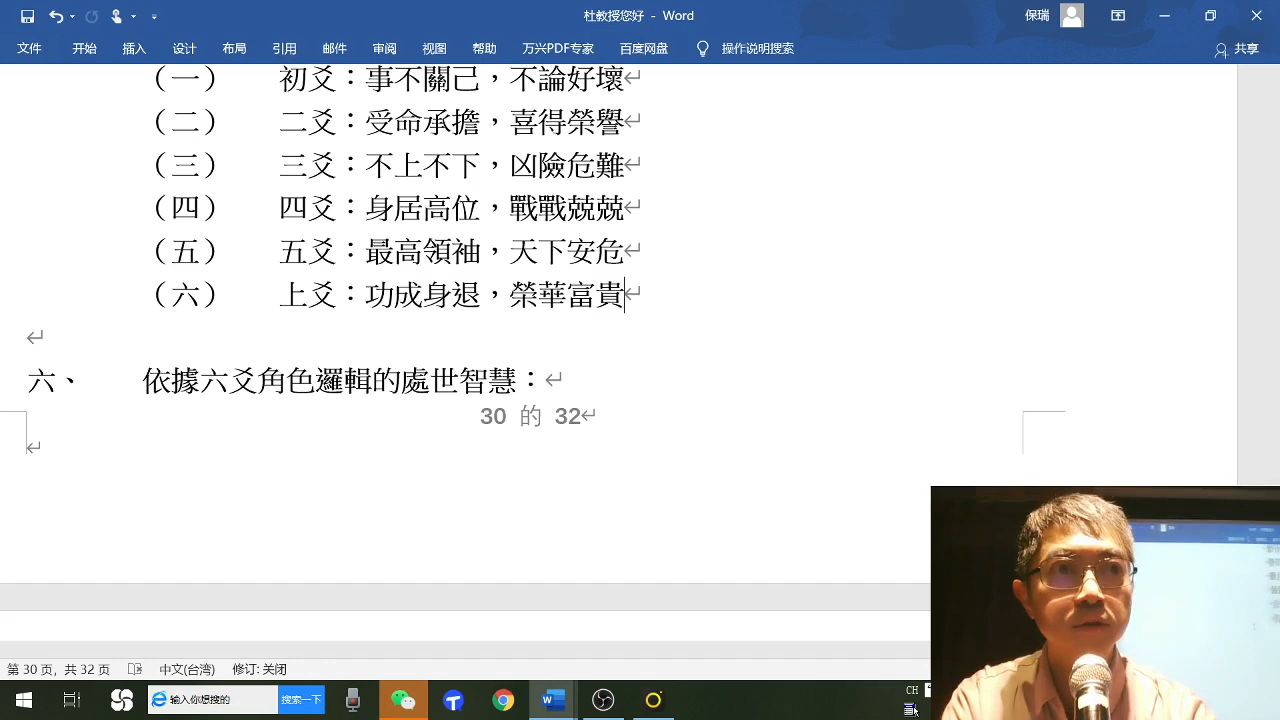 杜教授您好 - Word
保瑞
文件 开始 插入 设计 布局 引用 邮件 审阅 视图 帮助 万兴PDF专家 百度网盘 操作说明搜索 共享
（一） 初爻：事不關己，不論好壞
（二） 二爻：受命承擔，喜得榮譽
（三） 三爻：不上不下，凶險危難
（四） 四爻：身居高位，戰戰兢兢
（五） 五爻：最高領袖，天下安危
（六） 上爻：功成身退，榮華富貴
六、 依據六爻角色邏輯的處世智慧：
30 的 32
第 30 页，共 32 页 中文(台湾) 修订: 关闭
输入你想搜的 搜索一下
CH